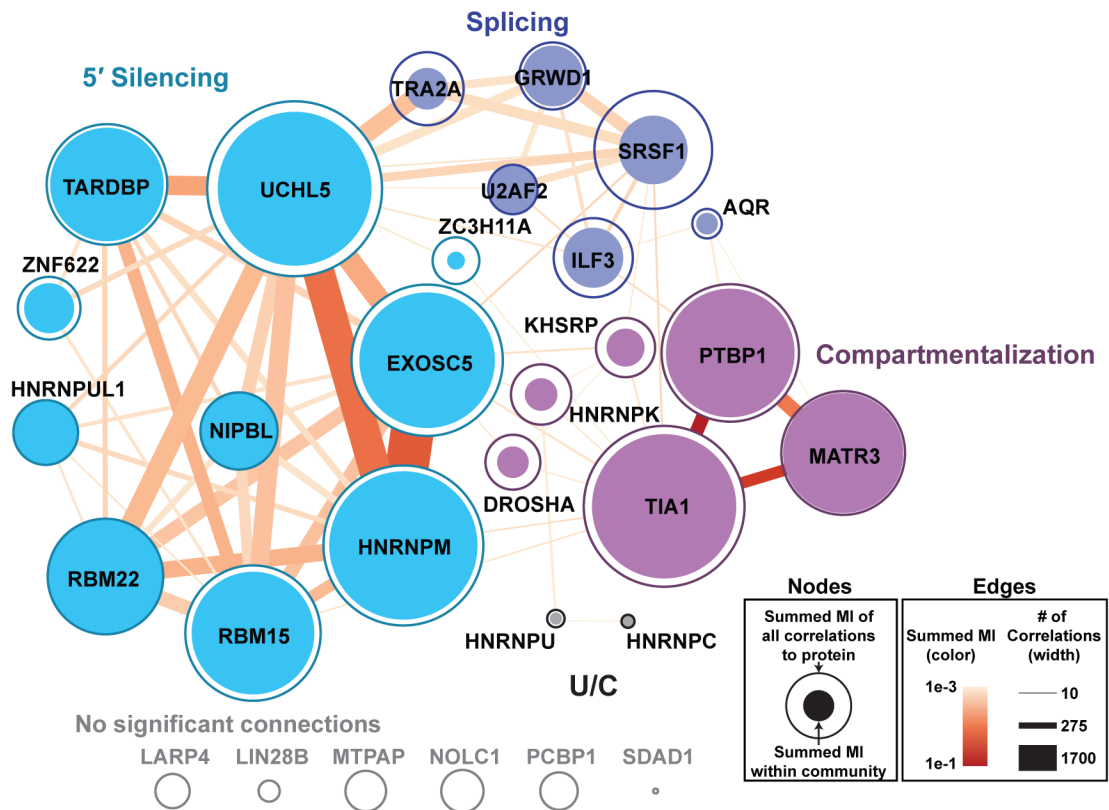 Splicing
5′ Silencing
TRA2A
GRWD1
SRSF1
TARDBP
UCHL5
U2AF2
AQR
ZC3H11A
ILF3
ZNF622
KHSRP
PTBP1
Compartmentalization
EXOSC5
HNRNPK
HNRNPUL1
NIPBL
MATR3
DROSHA
TIA1
HNRNPM
RBM22
RBM15
HNRNPU
HNRNPC
U/C
No significant connections
LARP4
LIN28B
MTPAP
NOLC1
PCBP1
SDAD1
Nodes
Summed MI of
all correlations
to protein
Summed MI
within community
Edges
Summed MI
(color)
1e-3
1e-1
# of
Correlations
(width)
10
275
1700